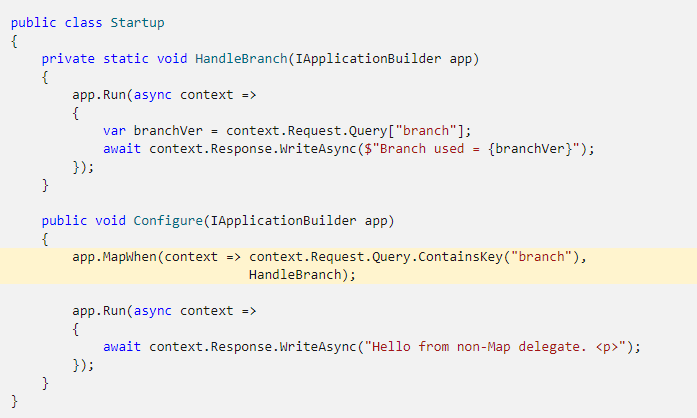 public class Startup
{
    private static void HandleBranch(IApplicationBuilder app)
    {
        app.Run(async context =>
        {
            var branchVer = context.Request.Query["branch"];
            await context.Response.WriteAsync($"Branch used = {branchVer}");
        });
    }

    public void Configure(IApplicationBuilder app)
    {
        app.MapWhen(context => context.Request.Query.ContainsKey("branch"),
                               HandleBranch);

        app.Run(async context =>
        {
            await context.Response.WriteAsync("Hello from non-Map delegate. <p>");
        });
    }
}